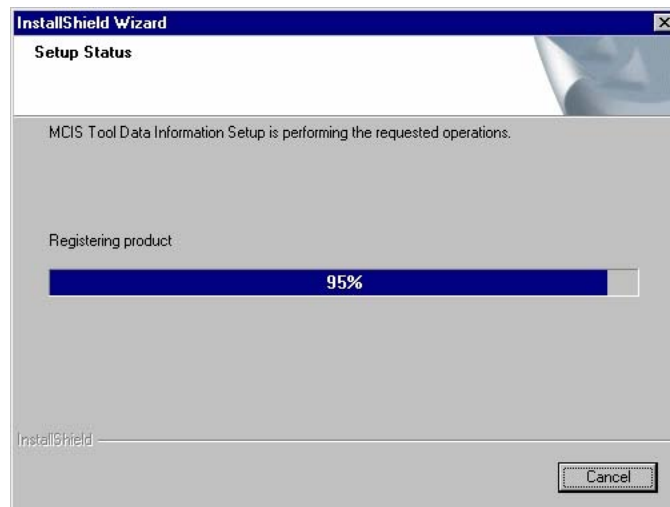 InstallShield Wizard
Setup Status
MCIS Tool Data Information Setup is performing the requested operations.
Registering product
95%
InstallShield
Cancel